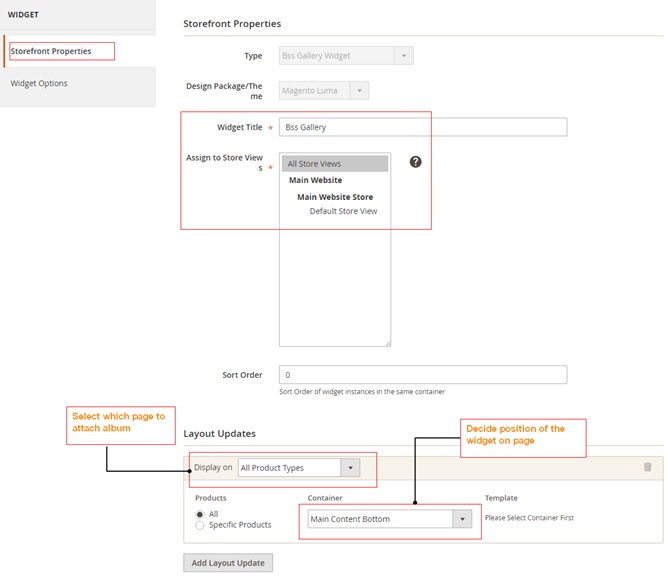 WIDGET
Storefront Properties
Widget Options
Storefront Properties
Type
Bss Gallery Widget
Design Package/The
me
Magento Luma
Widget Title *
Bss Gallery
Assign to Store View
s *
All Store Views
Main Website
Main Website Store
Default Store View
?
Sort Order
0
Sort Order of widget instances in the same container
Select which page to
attach album
Decide position of the
widget on page
Layout Updates
Display on
All Product Types
Products
All
Specific Products
Container
Main Content Bottom
Template
Please Select Container First
Add Layout Update